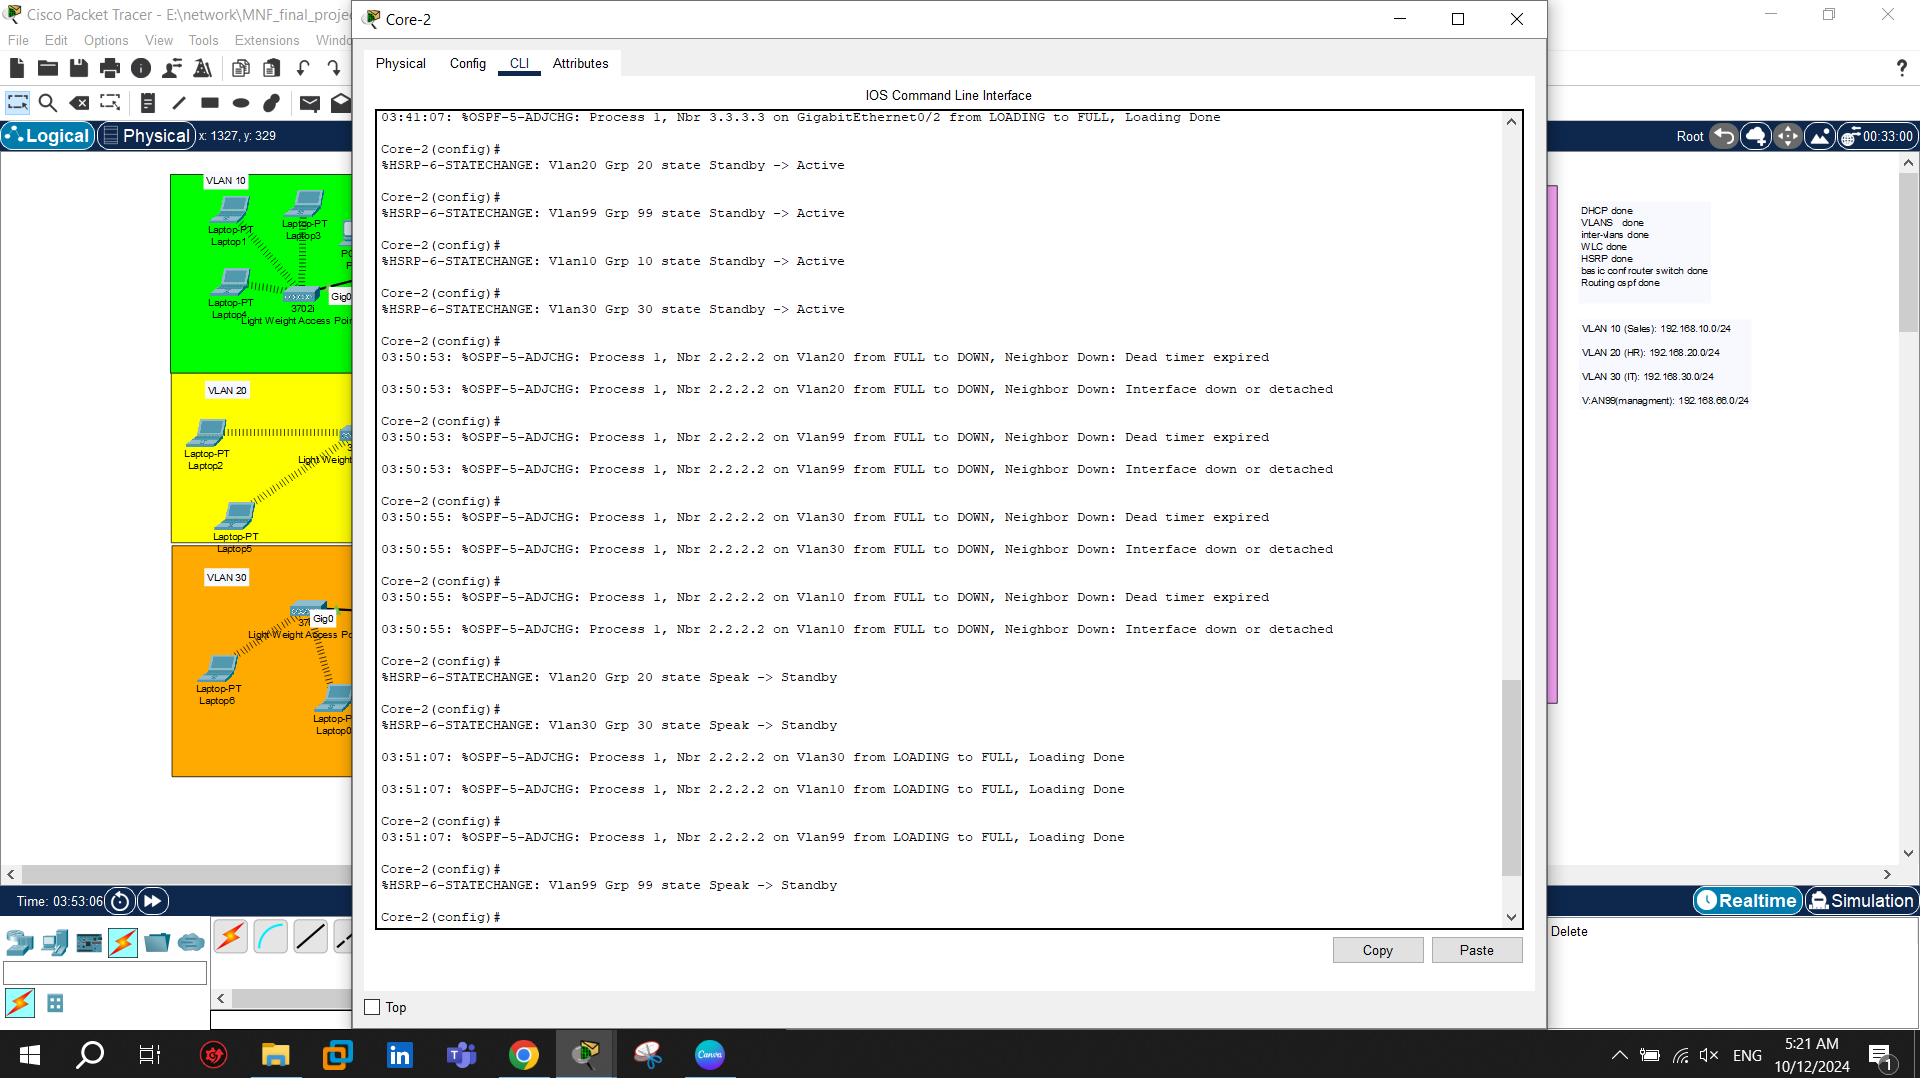 Cisco Packet Tracer - E:\network\MNF_final_proje
File Edit Options View Tools Extensions Windo
Logical
Physical
x: 1327, y: 329
Root
00:33:00
Core-2
Physical Config CLI Attributes
IOS Command Line Interface
03:41:07: %OSPF-5-ADJCHG: Process 1, Nbr 3.3.3.3 on GigabitEthernet0/2 from LOADING to FULL, Loading Done
Core-2(config)#
%HSRP-6-STATECHANGE: Vlan20 Grp 20 state Standby -> Active
Core-2(config)#
%HSRP-6-STATECHANGE: Vlan99 Grp 99 state Standby -> Active
Core-2(config)#
%HSRP-6-STATECHANGE: Vlan10 Grp 10 state Standby -> Active
Core-2(config)#
%HSRP-6-STATECHANGE: Vlan30 Grp 30 state Standby -> Active
Core-2(config)#
03:50:53: %OSPF-5-ADJCHG: Process 1, Nbr 2.2.2.2 on Vlan20 from FULL to DOWN, Neighbor Down: Dead timer expired
03:50:53: %OSPF-5-ADJCHG: Process 1, Nbr 2.2.2.2 on Vlan20 from FULL to DOWN, Neighbor Down: Interface down or detached
Core-2(config)#
03:50:53: %OSPF-5-ADJCHG: Process 1, Nbr 2.2.2.2 on Vlan99 from FULL to DOWN, Neighbor Down: Dead timer expired
03:50:53: %OSPF-5-ADJCHG: Process 1, Nbr 2.2.2.2 on Vlan99 from FULL to DOWN, Neighbor Down: Interface down or detached
Core-2(config)#
03:50:55: %OSPF-5-ADJCHG: Process 1, Nbr 2.2.2.2 on Vlan30 from FULL to DOWN, Neighbor Down: Dead timer expired
03:50:55: %OSPF-5-ADJCHG: Process 1, Nbr 2.2.2.2 on Vlan30 from FULL to DOWN, Neighbor Down: Interface down or detached
Core-2(config)#
03:50:55: %OSPF-5-ADJCHG: Process 1, Nbr 2.2.2.2 on Vlan10 from FULL to DOWN, Neighbor Down: Dead timer expired
03:50:55: %OSPF-5-ADJCHG: Process 1, Nbr 2.2.2.2 on Vlan10 from FULL to DOWN, Neighbor Down: Interface down or detached
Core-2(config)#
%HSRP-6-STATECHANGE: Vlan20 Grp 20 state Speak -> Standby
Core-2(config)#
%HSRP-6-STATECHANGE: Vlan30 Grp 30 state Speak -> Standby
03:51:07: %OSPF-5-ADJCHG: Process 1, Nbr 2.2.2.2 on Vlan30 from LOADING to FULL, Loading Done
03:51:07: %OSPF-5-ADJCHG: Process 1, Nbr 2.2.2.2 on Vlan10 from LOADING to FULL, Loading Done
Core-2(config)#
03:51:07: %OSPF-5-ADJCHG: Process 1, Nbr 2.2.2.2 on Vlan99 from LOADING to FULL, Loading Done
Core-2(config)#
%HSRP-6-STATECHANGE: Vlan99 Grp 99 state Speak -> Standby
Core-2(config)#
Copy
Paste
Top
VLAN 10
Laptop-PT
Laptop1
Laptop-PT
Laptop3
PC
P
Laptop-PT
Laptop4
Gig0
3702i
Light Weight Access Poin
VLAN 20
Laptop-PT
Laptop2
Light Weight
Laptop-PT
Laptop5
VLAN 30
Gig0
Light Weight Access Po
Laptop-PT
Laptop6
Laptop-P
Laptop0
DHCP done
VLANS done
inter-vlans done
WLC done
HSRP done
basic conf router switch done
Routing ospf done
VLAN 10 (Sales): 192.168.10.0/24
VLAN 20 (HR): 192.168.20.0/24
VLAN 30 (IT): 192.168.30.0/24
V:AN99(managment): 192.168.66.0/24
Time: 03:53:06
Realtime
Simulation
Delete
Canva
ENG
5:21 AM
10/12/2024
1